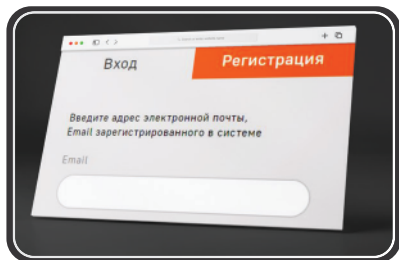 Вход
Регистрация
Введите адрес электронной почты,
Email зарегистрированного в системе
Email